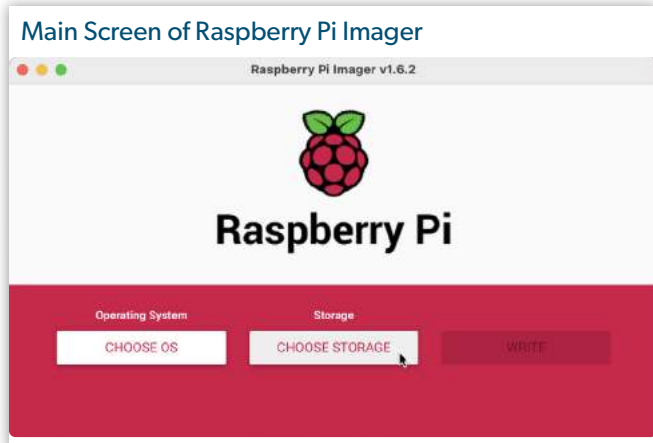 Main Screen of Raspberry Pi Imager
Raspberry Pi Imager v1.6.2
Raspberry Pi
Operating System
Storage
CHOOSE OS
CHOOSE STORAGE
WRITE